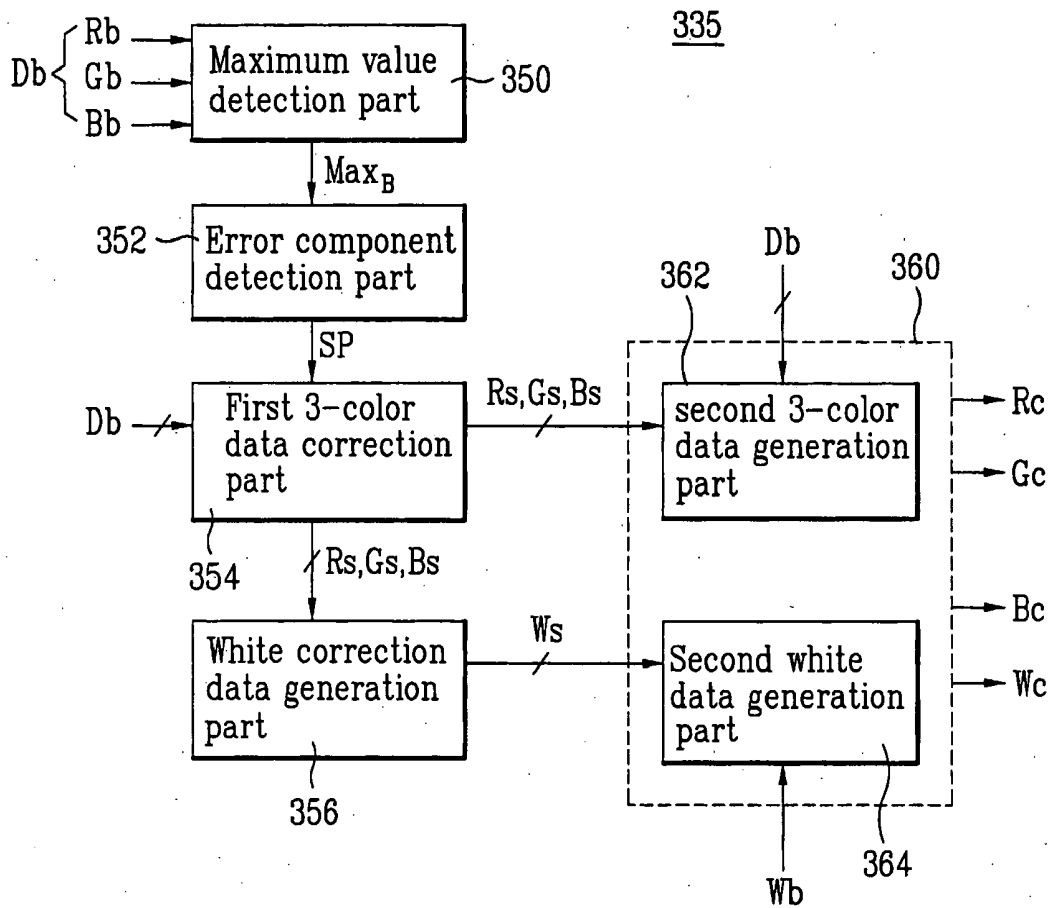 335
Rb
Db
Gb
Bb
Maximum value
detection part
350
MaxB
352
Error component
detection part
SP
Db
First 3-color
data correction
part
354
Rs,Gs,Bs
Rs,Gs,Bs
White correction
data generation
part
356
Ws
Db
362
360
second 3-color
data generation
part
Second white
data generation
part
364
Wb
Rc
Gc
Bc
Wc